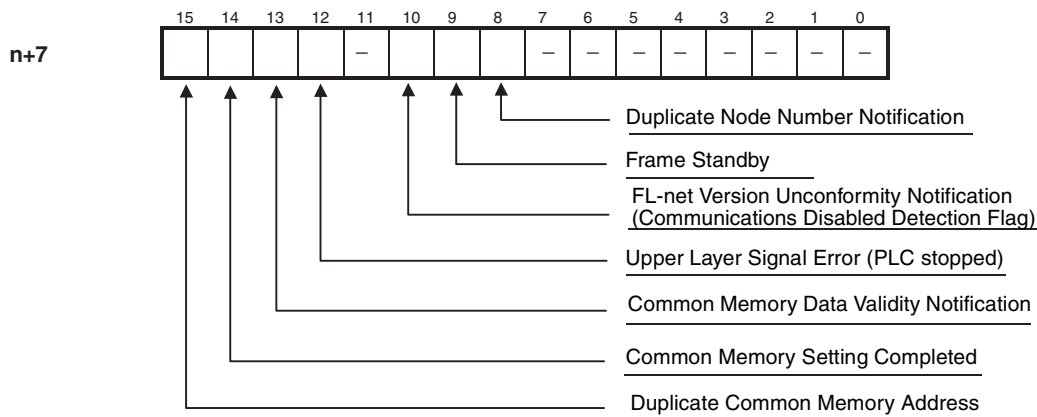 15 14 13 12 11 10 9 8 7 6 5 4 3 2 1 0
n+7 – – – – – – – – –
Duplicate Node Number Notification
Frame Standby
FL-net Version Unconformity Notification
(Communications Disabled Detection Flag)
Upper Layer Signal Error (PLC stopped)
Common Memory Data Validity Notification
Common Memory Setting Completed
Duplicate Common Memory Address